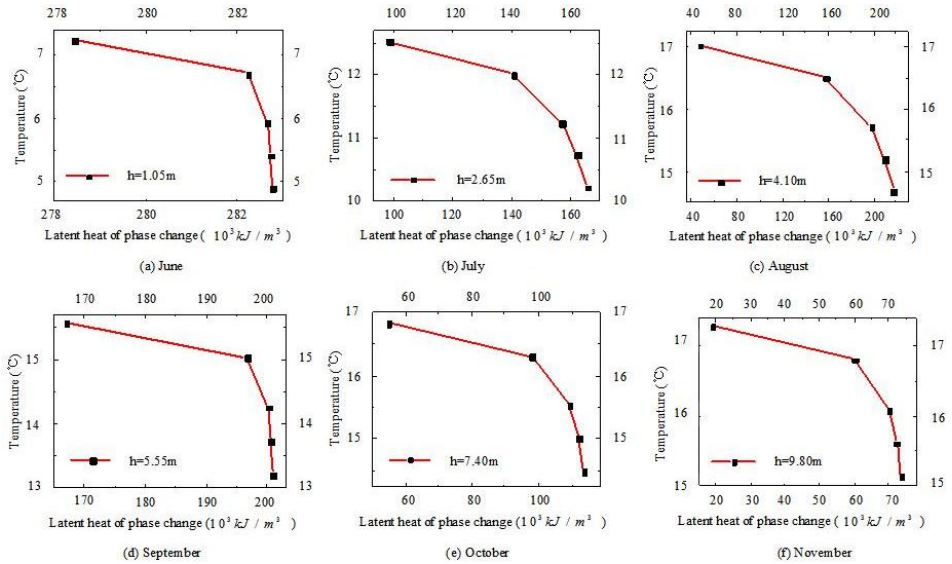 100 120 140 160
40 80 120 160 200
278 280 282
Temperature (℃)
7
6
5
7
6
5
h=1.05m
278 280 282
Latent heat of phase change ( 10³kJ / m³ )
(a) June
Temperature (℃)
13
12
11
10
12
11
10
h=2.65m
100 120 140 160
Latent heat of phase change ( 10³kJ / m³ )
(b) July
Temperature (℃)
17
16
15
17
16
15
h=4.10m
40 80 120 160 200
Latent heat of phase change ( 10³kJ / m³ )
(c) August
170 180 190 200
Temperature (℃)
15
14
13
15
14
13
h=5.55m
170 180 190 200
Latent heat of phase change (10³kJ / m³ )
(d) September
60 80 100
Temperature (℃)
17
16
15
17
16
15
h=7.40m
60 80 100
Latent heat of phase change (10³kJ / m³ )
(e) October
20 30 40 50 60 70
Temperature (℃)
17
16
15
17
16
15
h=9.80m
20 30 40 50 60 70
Latent heat of phase change (10³kJ / m³ )
(f) November